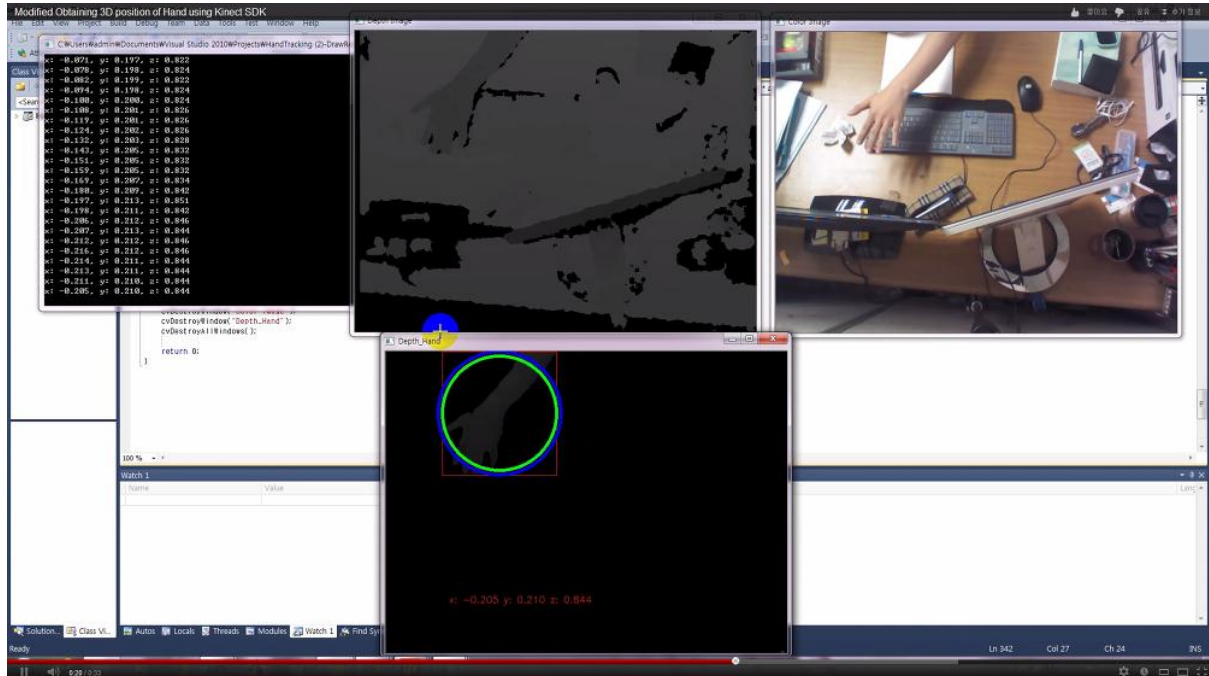 Modified Obtaining 3D position of Hand using Kinect SDK
File Edit View Project Build Debug Team Data Tools Test Window Help
C:₩Users₩admin₩Documents₩Visual Studio 2010₩Projects₩HandTracking (2)-DrawRe
x: -0.071, y: 0.197, z: 0.822
x: -0.078, y: 0.198, z: 0.824
x: -0.082, y: 0.199, z: 0.822
x: -0.094, y: 0.198, z: 0.824
x: -0.100, y: 0.200, z: 0.824
x: -0.108, y: 0.201, z: 0.826
x: -0.119, y: 0.201, z: 0.826
x: -0.124, y: 0.202, z: 0.826
x: -0.132, y: 0.203, z: 0.828
x: -0.143, y: 0.205, z: 0.832
x: -0.151, y: 0.205, z: 0.832
x: -0.159, y: 0.205, z: 0.832
x: -0.169, y: 0.207, z: 0.834
x: -0.180, y: 0.209, z: 0.842
x: -0.197, y: 0.213, z: 0.851
x: -0.198, y: 0.211, z: 0.842
x: -0.206, y: 0.212, z: 0.846
x: -0.207, y: 0.213, z: 0.844
x: -0.212, y: 0.212, z: 0.846
x: -0.216, y: 0.212, z: 0.846
x: -0.214, y: 0.211, z: 0.844
x: -0.213, y: 0.211, z: 0.844
x: -0.211, y: 0.210, z: 0.844
x: -0.205, y: 0.210, z: 0.844
Depth Image
Color Image
cvDestroyWindow("Depth_Hand");
cvDestroyAllWindows();
return 0;
}
Depth_Hand
x: -0.205 y: 0.210 z: 0.844
100 %
Watch 1
Name Value
Solution... Class Vi... Autos Locals Threads Modules Watch 1 Find Sy
Ready Ln 342 Col 27 Ch 24 INS